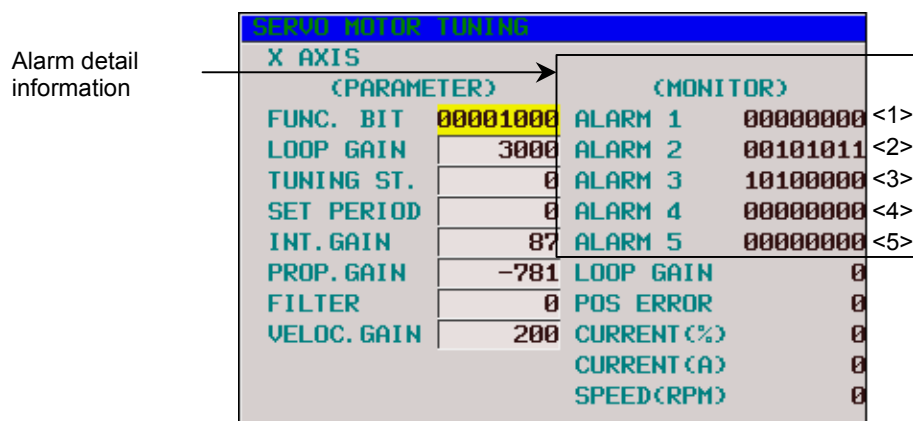 SERVO MOTOR TUNING
X AXIS
Alarm detail
information
(PARAMETER) (MONITOR)
FUNC. BIT 00001000 ALARM 1 00000000 <1>
LOOP GAIN 3000 ALARM 2 00101011 <2>
TUNING ST. 0 ALARM 3 10100000 <3>
SET PERIOD 0 ALARM 4 00000000 <4>
INT.GAIN 87 ALARM 5 00000000 <5>
PROP.GAIN -781 LOOP GAIN 0
FILTER 0 POS ERROR 0
VELOC.GAIN 200 CURRENT(%) 0
CURRENT(A) 0
SPEED(RPM) 0